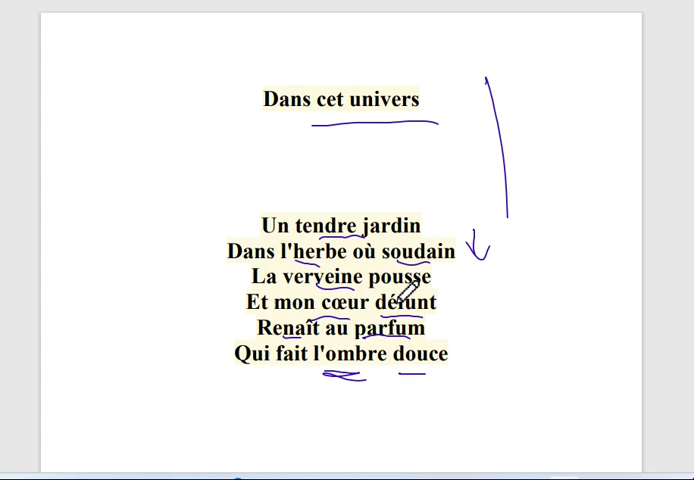 Dans cet univers
Un tendre jardin
Dans l'herbe où soudain
La verveine pousse
Et mon cœur défunt
Renaît au parfum
Qui fait l'ombre douce